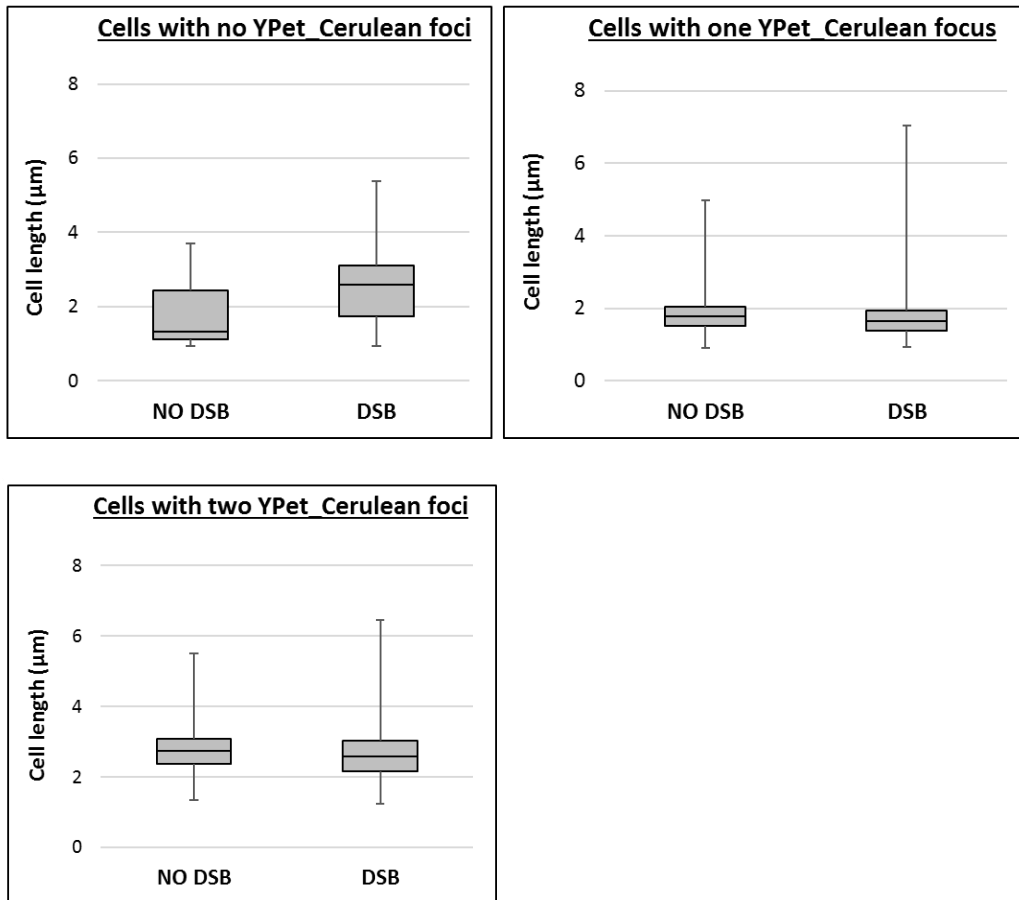 Cells with no YPet_Cerulean foci
8
6
4
2
0
Cell length (µm)
NO DSB DSB
Cells with one YPet_Cerulean focus
8
6
4
2
0
Cell length (µm)
NO DSB DSB
Cells with two YPet_Cerulean foci
8
6
4
2
0
Cell length (µm)
NO DSB DSB